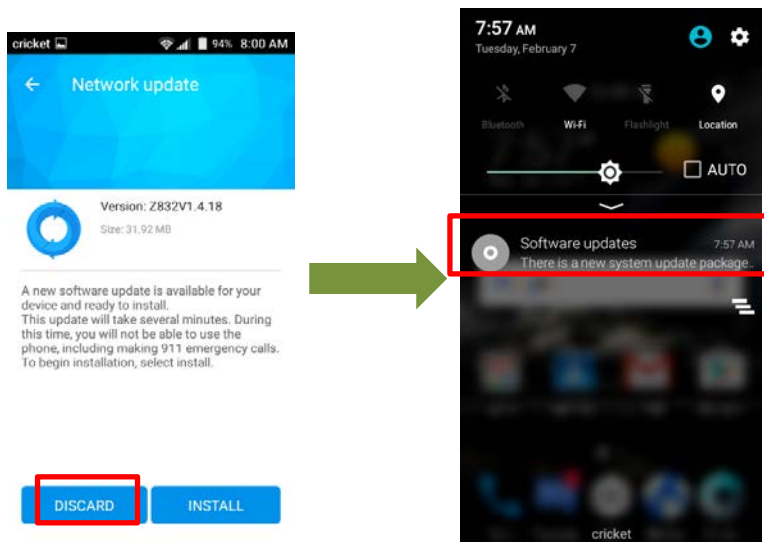 cricket 94% 8:00 AM
Network update
Version: Z832V1.4.18
Size: 31.92 MB
A new software update is available for your
device and ready to install.
This update will take several minutes. During
this time, you will not be able to use the
phone, including making 911 emergency calls.
To begin installation, select install.
DISCARD INSTALL
7:57 AM
Tuesday, February 7
Bluetooth Wi-Fi Flashlight Location
AUTO
Software updates 7:57 AM
There is a new system update package..
cricket